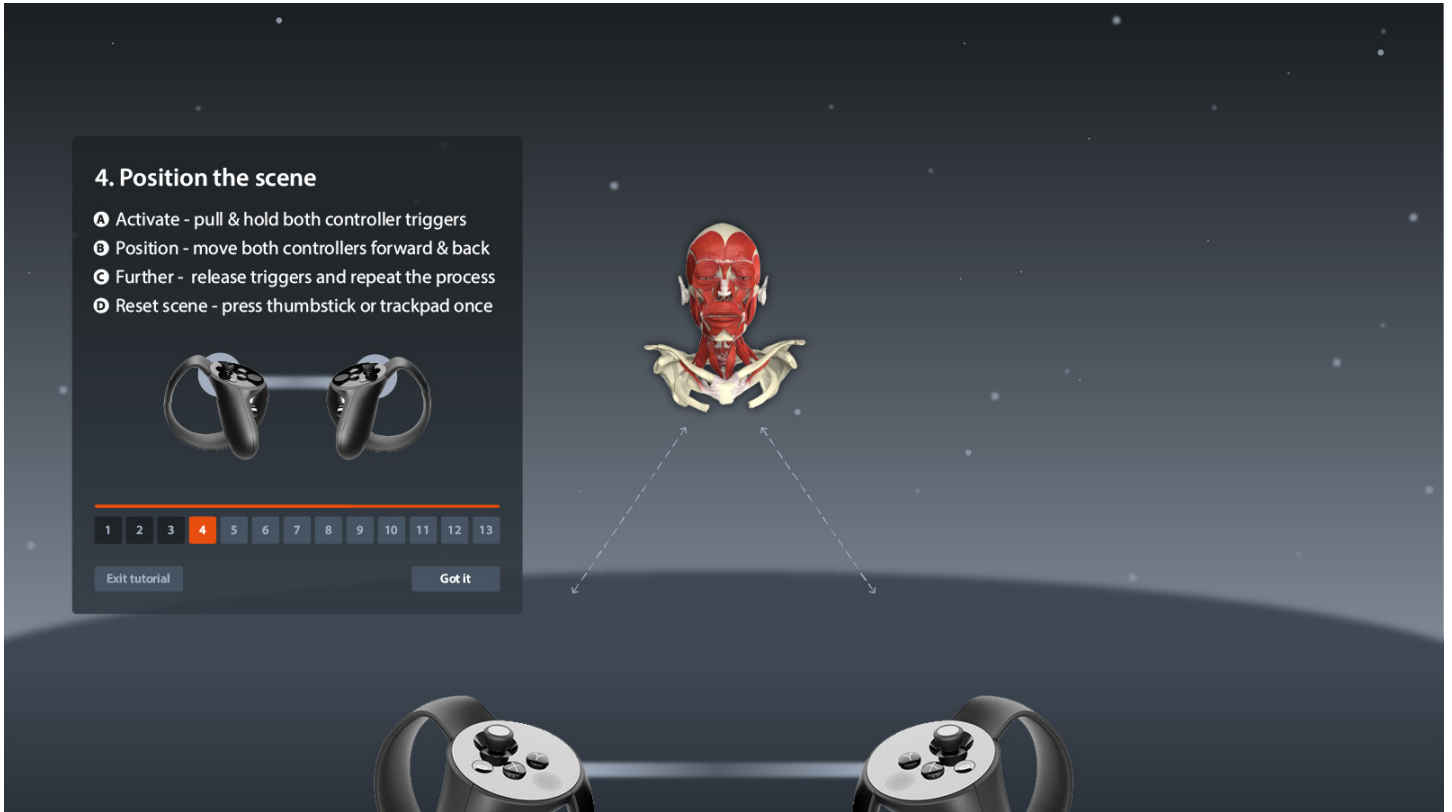 4. Position the scene
A Activate - pull & hold both controller triggers
B Position - move both controllers forward & back
C Further - release triggers and repeat the process
D Reset scene - press thumbstick or trackpad once
1 2 3 4 5 6 7 8 9 10 11 12 13
Exit tutorial Got it